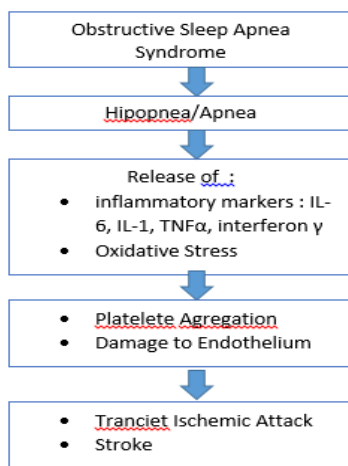 Obstructive Sleep Apnea
Syndrome
Hipopnea/Apnea
Release of :
• inflammatory markers : IL-
6, IL-1, TNFα, interferon γ
• Oxidative Stress
• Platelete Agregation
• Damage to Endothelium
• Tranciet Ischemic Attack
• Stroke